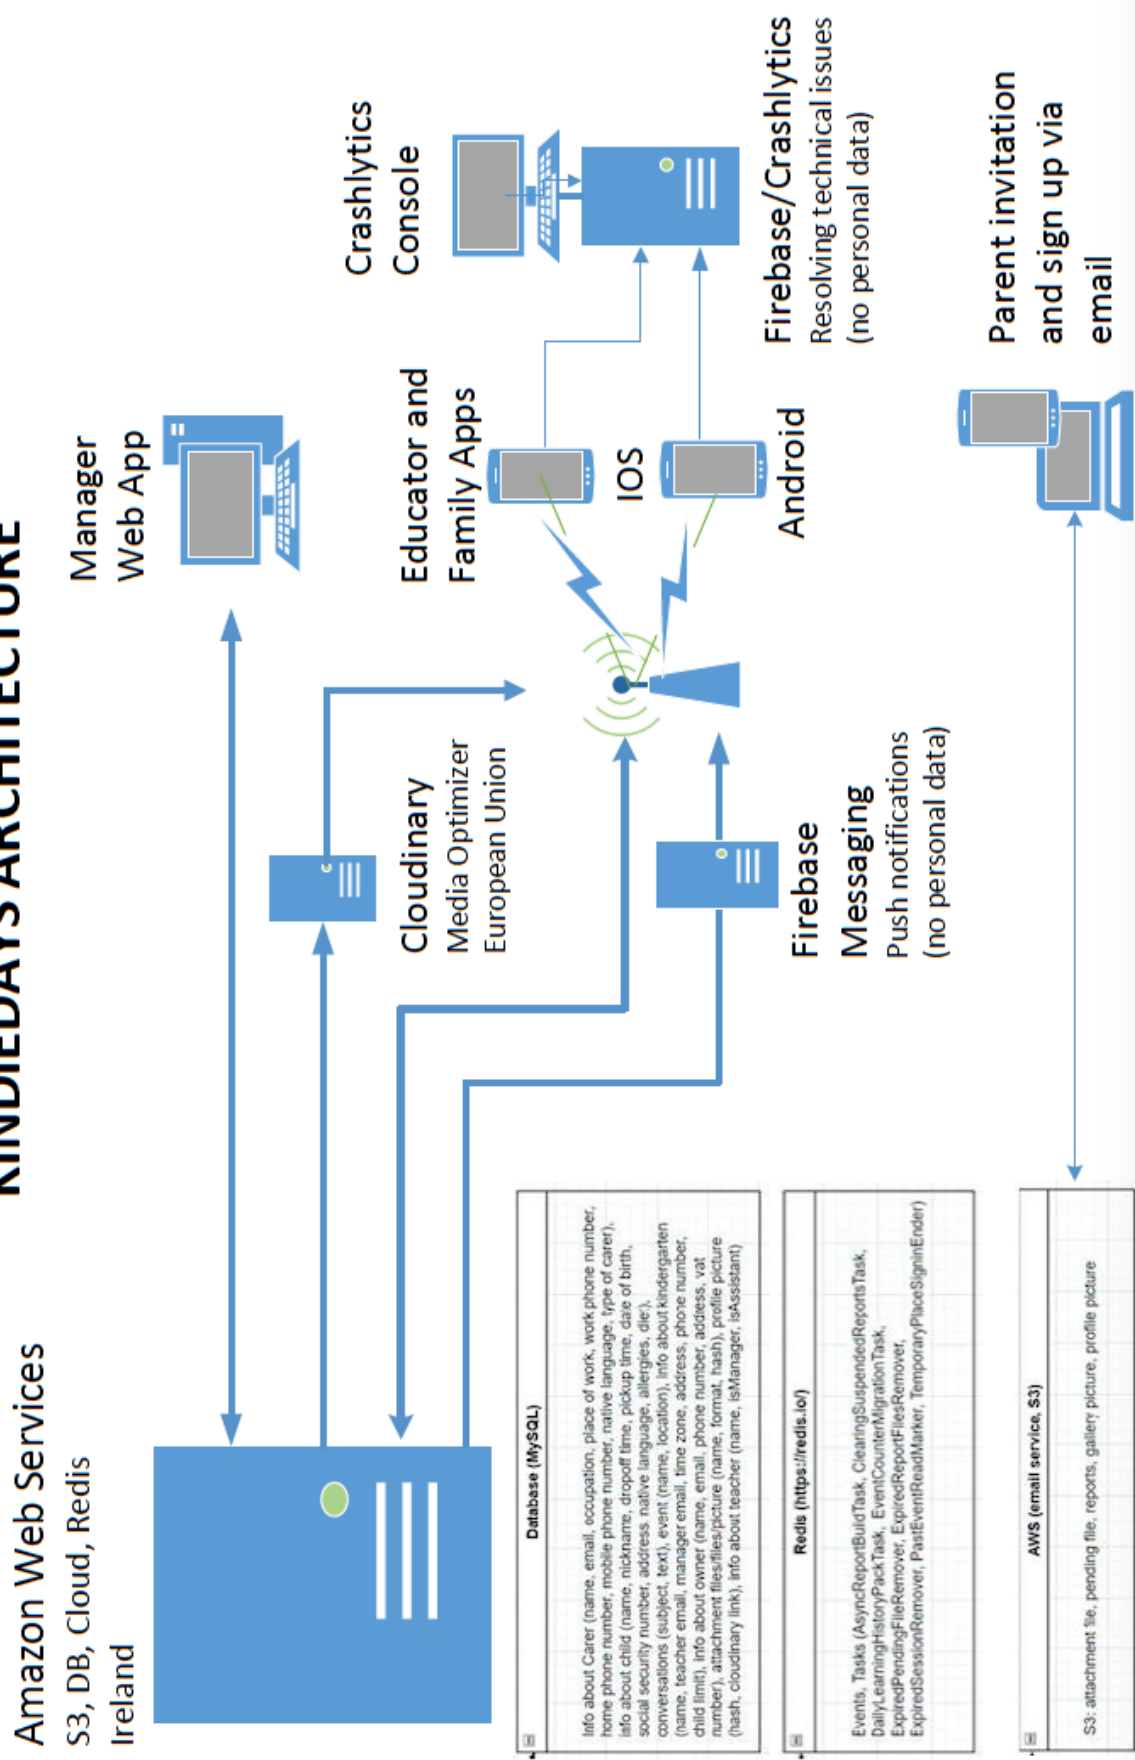 KINDIEDAYS ARCHITECTURE
Amazon Web Services
S3, DB, Cloud, Redis
Ireland
Manager
Web App
Cloudinary
Media Optimizer
European Union
Educator and
Family Apps
IOS
Android
Crashlytics
Console
Firebase/Crashlytics
Resolving technical issues
(no personal data)
Firebase
Messaging
Push notifications
(no personal data)
Parent invitation
and sign up via
email
Database (MySQL)
Info about Carer (name, email, occupation, place of work, work phone number,
home phone number, mobile phone number, native language, type of carer),
info about child (name, nickname, dropoff time, pickup time, date of birth,
social security number, address native language, allergies, diet),
conversations (subject, text), event (name, location), info about kindergarten
(name, teacher email, manager email, time zone, address, phone number,
child limit), info about owner (name, email, phone number, address, vat
number), attachment files/files/picture (name, format, hash), profile picture
(hash, cloudinary link), info about teacher (name, isManager, isAssistant)
Redis (https://redis.io/)
Events, Tasks (AsyncReportBuildTask, ClearingSuspendedReportsTask,
DailyLearningHistoryPackTask, EventCounterMigrationTask,
ExpiredPendingFileRemover, ExpiredReportFilesRemover,
ExpiredSessionRemover, PastEventReadMarker, TemporaryPlaceSigninEnder)
AWS (email service, S3)
S3: attachment file, pending file, reports, gallery picture, profile picture